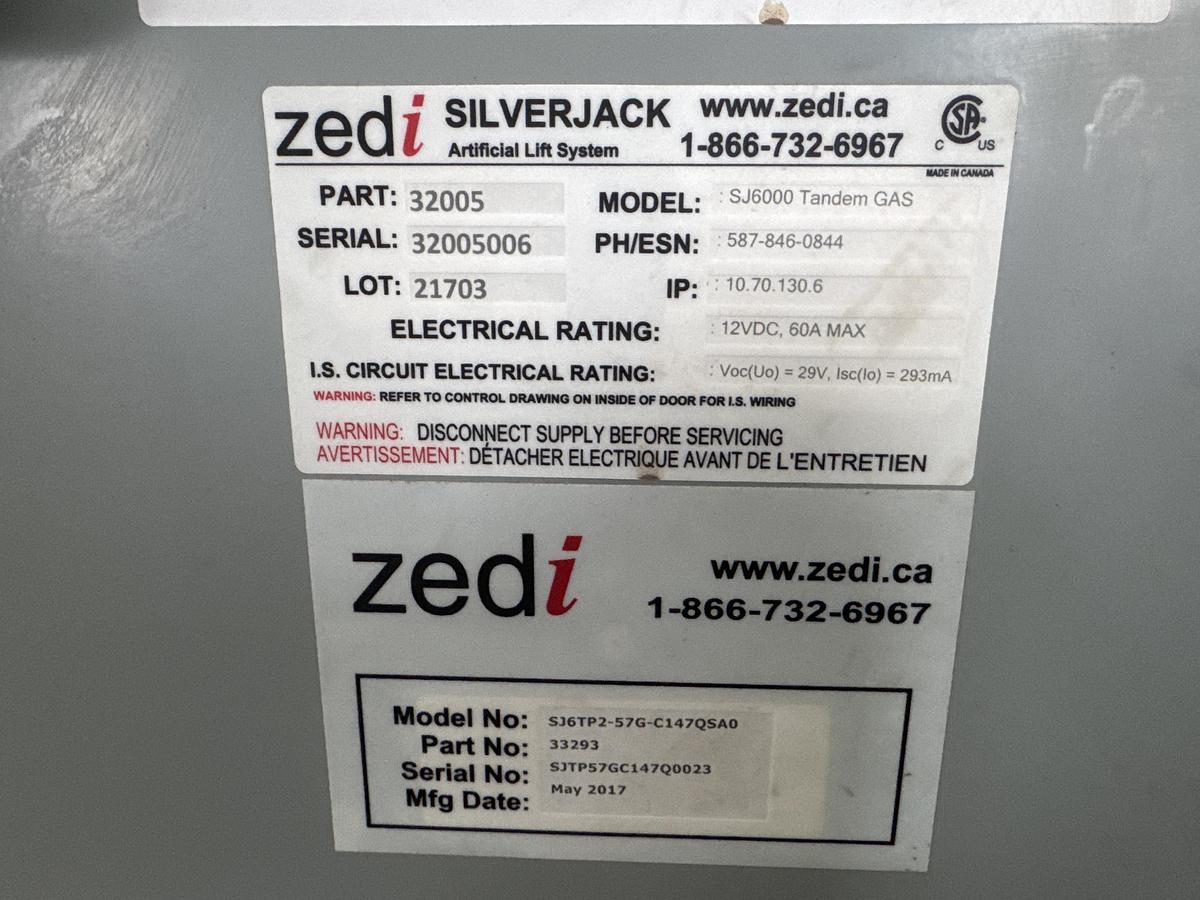 zedi SILVERJACK www.zedi.ca
Artificial Lift System 1-866-732-6967 C SA US
MADE IN CANADA
PART: 32005 MODEL: : SJ6000 Tandem GAS
SERIAL: 32005006 PH/ESN: : 587-846-0844
LOT: 21703 IP: : 10.70.130.6
ELECTRICAL RATING: : 12VDC, 60A MAX
I.S. CIRCUIT ELECTRICAL RATING: : Voc(Uo) = 29V, Isc(Io) = 293mA
WARNING: REFER TO CONTROL DRAWING ON INSIDE OF DOOR FOR I.S. WIRING
WARNING: DISCONNECT SUPPLY BEFORE SERVICING
AVERTISSEMENT: DÉTACHER ELECTRIQUE AVANT DE L'ENTRETIEN
zedi www.zedi.ca
1-866-732-6967
Model No: SJ6TP2-57G-C147QSA0
Part No: 33293
Serial No: SJTP57GC147Q0023
Mfg Date: May 2017